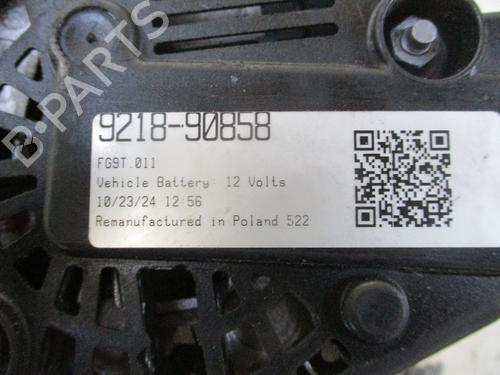 9218-90858
FG9T.011
Vehicle Battery: 12 Volts
10/23/24 12:56
Remanufactured in Poland 522
B-PARTS